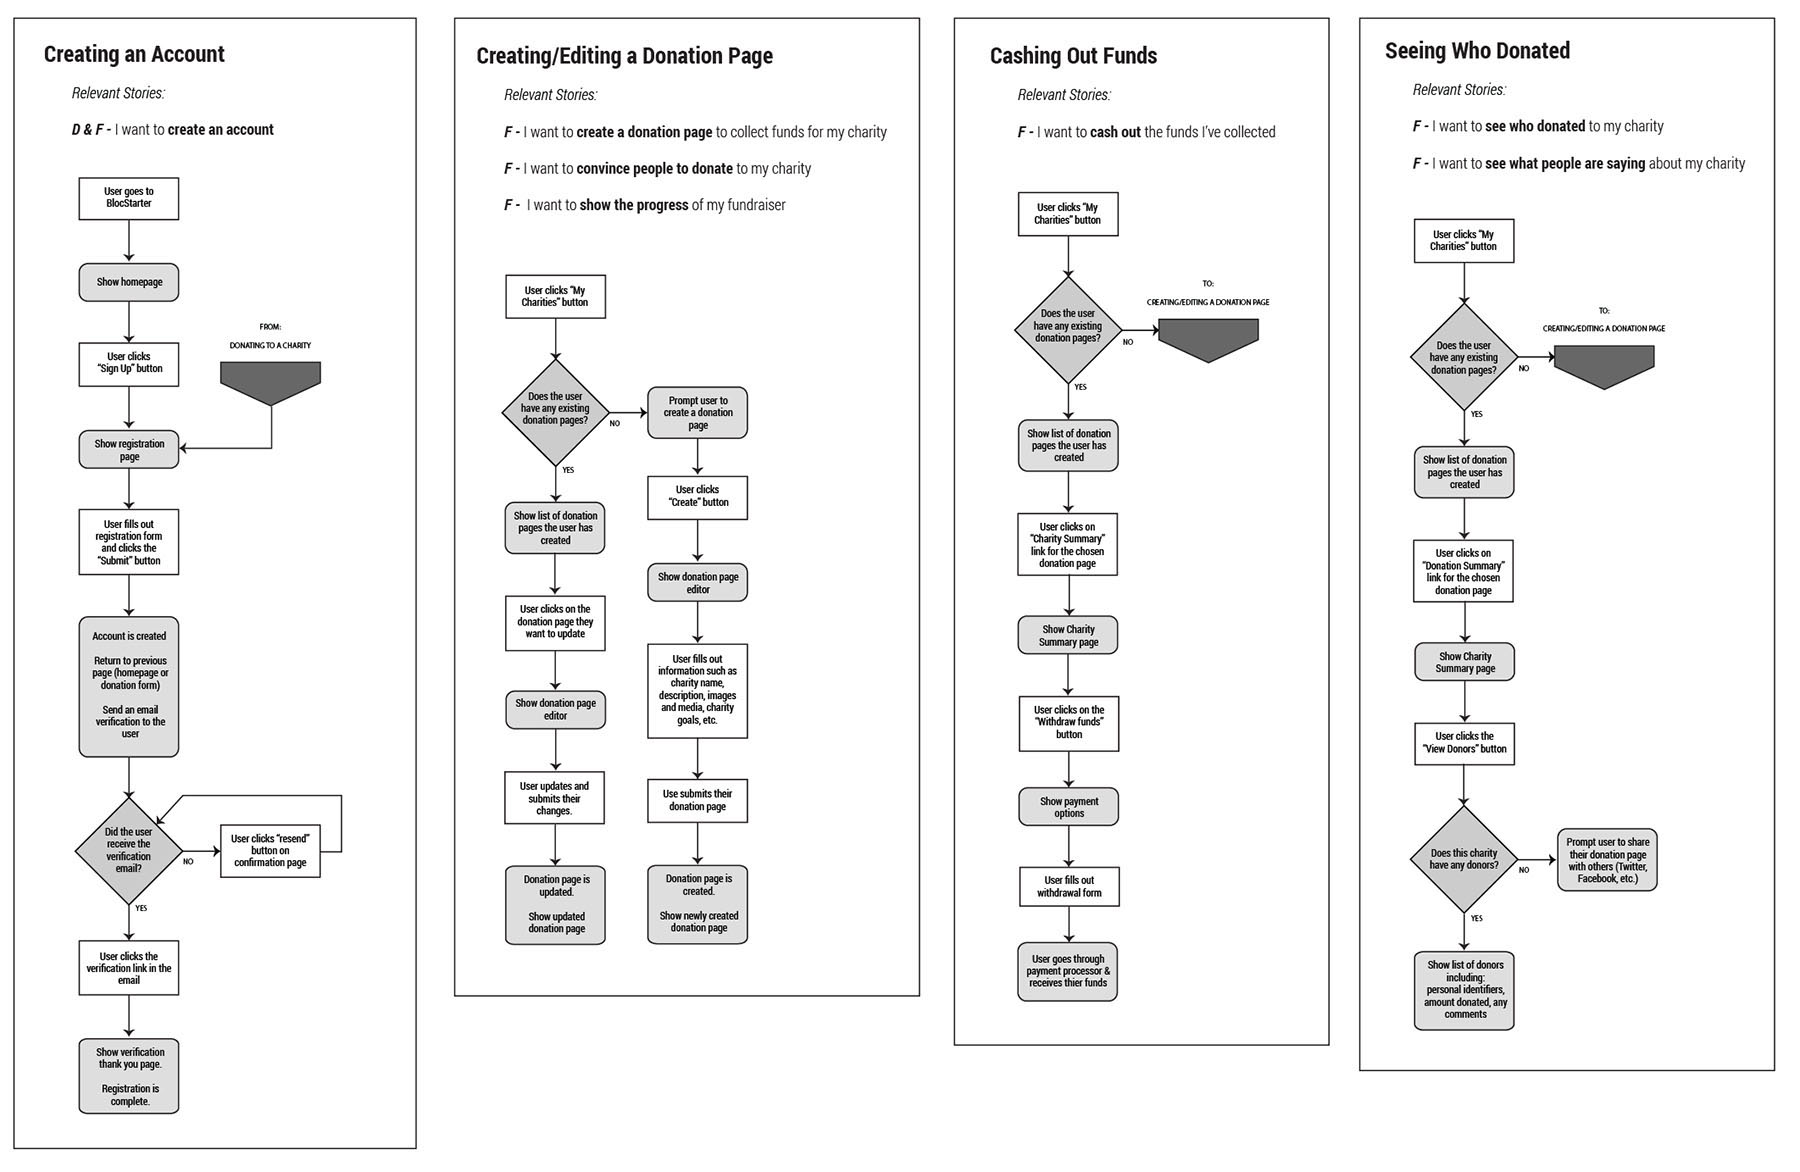 Creating an Account
Relevant Stories:
D & F - I want to create an account
User goes to
BlocStarter
Show homepage
User clicks
“Sign Up” button
FROM:
DONATING TO A CHARITY
Show registration
page
User fills out
registration form
and clicks the
“Submit” button
Account is created
Return to previous
page (homepage or
donation form)
Send an email
verification to the
user
Did the user
receive the
verification
email?
NO
User clicks “resend”
button on
confirmation page
YES
User clicks the
verification link in the
email
Show verification
thank you page.
Registration is
complete.
Creating/Editing a Donation Page
Relevant Stories:
F - I want to create a donation page to collect funds for my charity
F - I want to convince people to donate to my charity
F - I want to show the progress of my fundraiser
User clicks “My
Charities” button
Does the user
have any existing
donation pages?
NO
YES
Show list of donation
pages the user has
created
User clicks on the
donation page they
want to update
Show donation page
editor
User updates and
submits their
changes.
Donation page is
updated.
Show updated
donation page
Prompt user to
create a donation
page
User clicks
“Create” button
Show donation page
editor
User fills out
information such as
charity name,
description, images
and media, charity
goals, etc.
Use submits their
donation page
Donation page is
created.
Show newly created
donation page
Cashing Out Funds
Relevant Stories:
F - I want to cash out the funds I’ve collected
User clicks “My
Charities” button
Does the user
have any existing
donation pages?
NO
TO:
CREATING/EDITING A DONATION PAGE
YES
Show list of donation
pages the user has
created
User clicks on
“Charity Summary”
link for the chosen
donation page
Show Charity
Summary page
User clicks on the
“Withdraw funds”
button
Show payment
options
User fills out
withdrawal form
User goes through
payment processor &
receives thier funds
Seeing Who Donated
Relevant Stories:
F - I want to see who donated to my charity
F - I want to see what people are saying about my charity
User clicks “My
Charities” button
Does the user
have any existing
donation pages?
NO
TO:
CREATING/EDITING A DONATION PAGE
YES
Show list of donation
pages the user has
created
User clicks on
“Donation Summary”
link for the chosen
donation page
Show Charity
Summary page
User clicks the
“View Donors” button
Does this charity
have any donors?
NO
Prompt user to share
their donation page
with others (Twitter,
Facebook, etc.)
YES
Show list of donors
including:
personal identifiers,
amount donated, any
comments